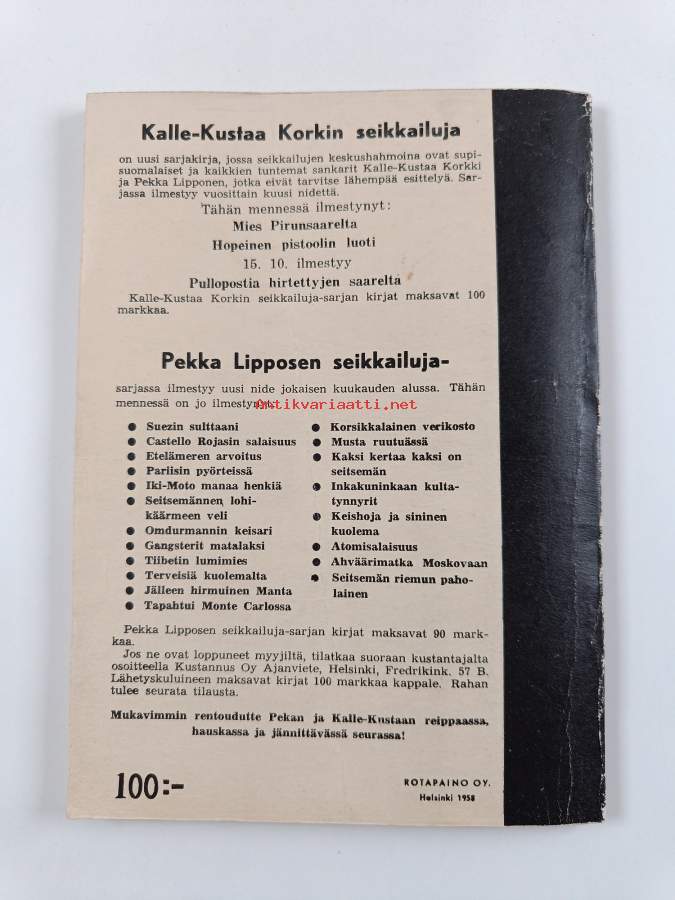 Kalle-Kustaa Korkin seikkailuja
on uusi sarjakirja, jossa seikkailujen keskushahmoina ovat supi-
suomalaiset ja kaikkien tuntemat sankarit Kalle-Kustaa Korkki
ja Pekka Lipponen, jotka eivät tarvitse lähempää esittelyä. Sar-
jassa ilmestyy vuosittain kuusi nidettä.
Tähän mennessä ilmestynyt:
Mies Pirunsaarelta
Hopeinen pistoolin luoti
15. 10. ilmestyy
Pullopostia hirtettyjen saarelta
Kalle-Kustaa Korkin seikkailuja-sarjan kirjat maksavat 100
markkaa.
Pekka Lipposen seikkailuja-
sarjassa ilmestyy uusi nide jokaisen kuukauden alussa. Tähän
mennessä on jo ilmestynyt:
Antikvariaatti.net
● Suezin sulttaani
● Castello Rojasin salaisuus
● Etelämeren arvoitus
● Pariisin pyörteissä
● Iki-Moto manaa henkiä
● Seitsemännen lohi-
käärmeen veli
● Omdurmannin keisari
● Gangsterit matalaksi
● Tiibetin lumimies
● Terveisiä kuolemalta
● Jälleen hirmuinen Manta
● Tapahtui Monte Carlossa
● Korsikkalainen verikosto
● Musta ruutuässä
● Kaksi kertaa kaksi on
seitsemän
● Inkakuninkaan kulta-
tynnyrit
● Keishoja ja sininen
kuolema
● Atomisalaisuus
● Ahväärimatka Moskovaan
● Seitsemän riemun paho-
lainen
Pekka Lipposen seikkailuja-sarjan kirjat maksavat 90 mark-
kaa.
Jos ne ovat loppuneet myyjiltä, tilatkaa suoraan kustantajalta
osoitteella Kustannus Oy Ajanviete, Helsinki, Fredrikink. 57 B.
Lähetyskuluineen maksavat kirjat 100 markkaa kappale. Rahan
tulee seurata tilausta.
Mukavimmin rentoudutte Pekan ja Kalle-Kustaan reippaassa,
hauskassa ja jännittävässä seurassa!
100:-
ROTAPAINO OY.
Helsinki 1958